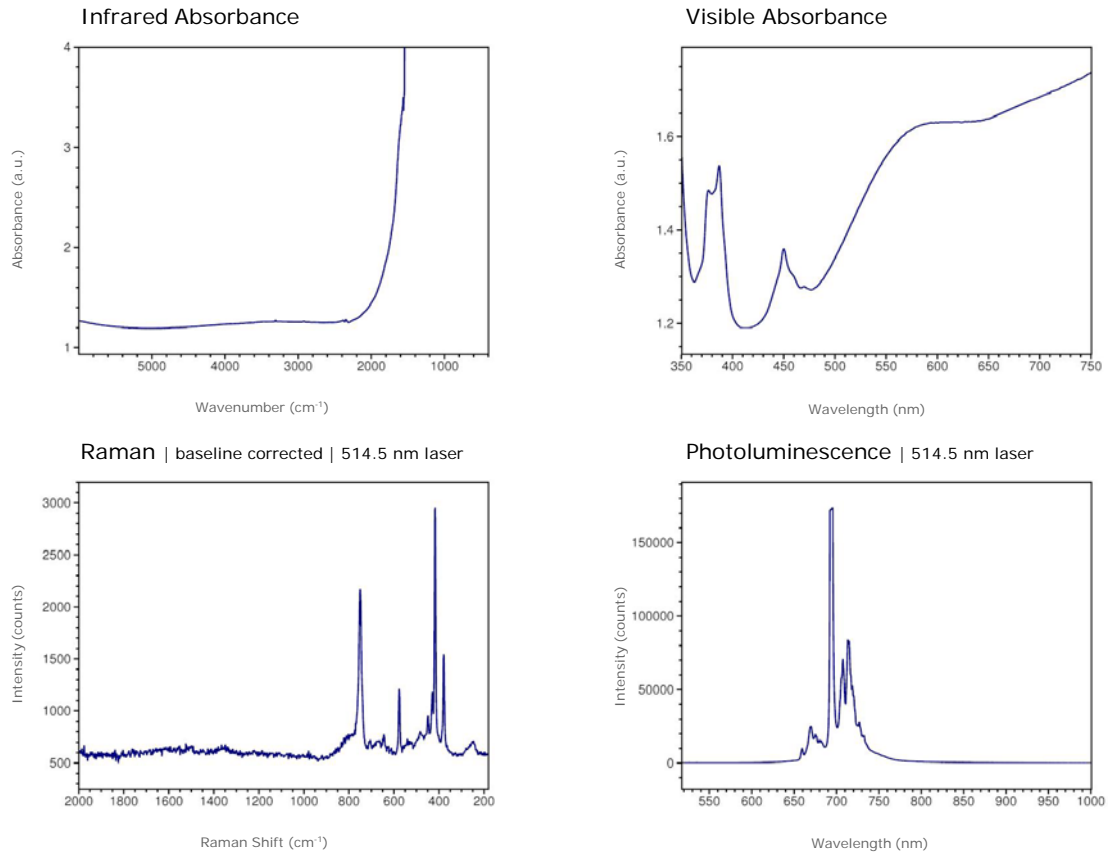 Infrared Absorbance
Absorbance (a.u.)
4
3
2
1
5000 4000 3000 2000 1000
Wavenumber (cm⁻¹)
Visible Absorbance
Absorbance (a.u.)
1.6
1.4
1.2
350 400 450 500 550 600 650 700 750
Wavelength (nm)
Raman | baseline corrected | 514.5 nm laser
Intensity (counts)
3000
2500
2000
1500
1000
500
2000 1800 1600 1400 1200 1000 800 600 400 200
Raman Shift (cm⁻¹)
Photoluminescence | 514.5 nm laser
Intensity (counts)
150000
100000
50000
0
550 600 650 700 750 800 850 900 950 1000
Wavelength (nm)